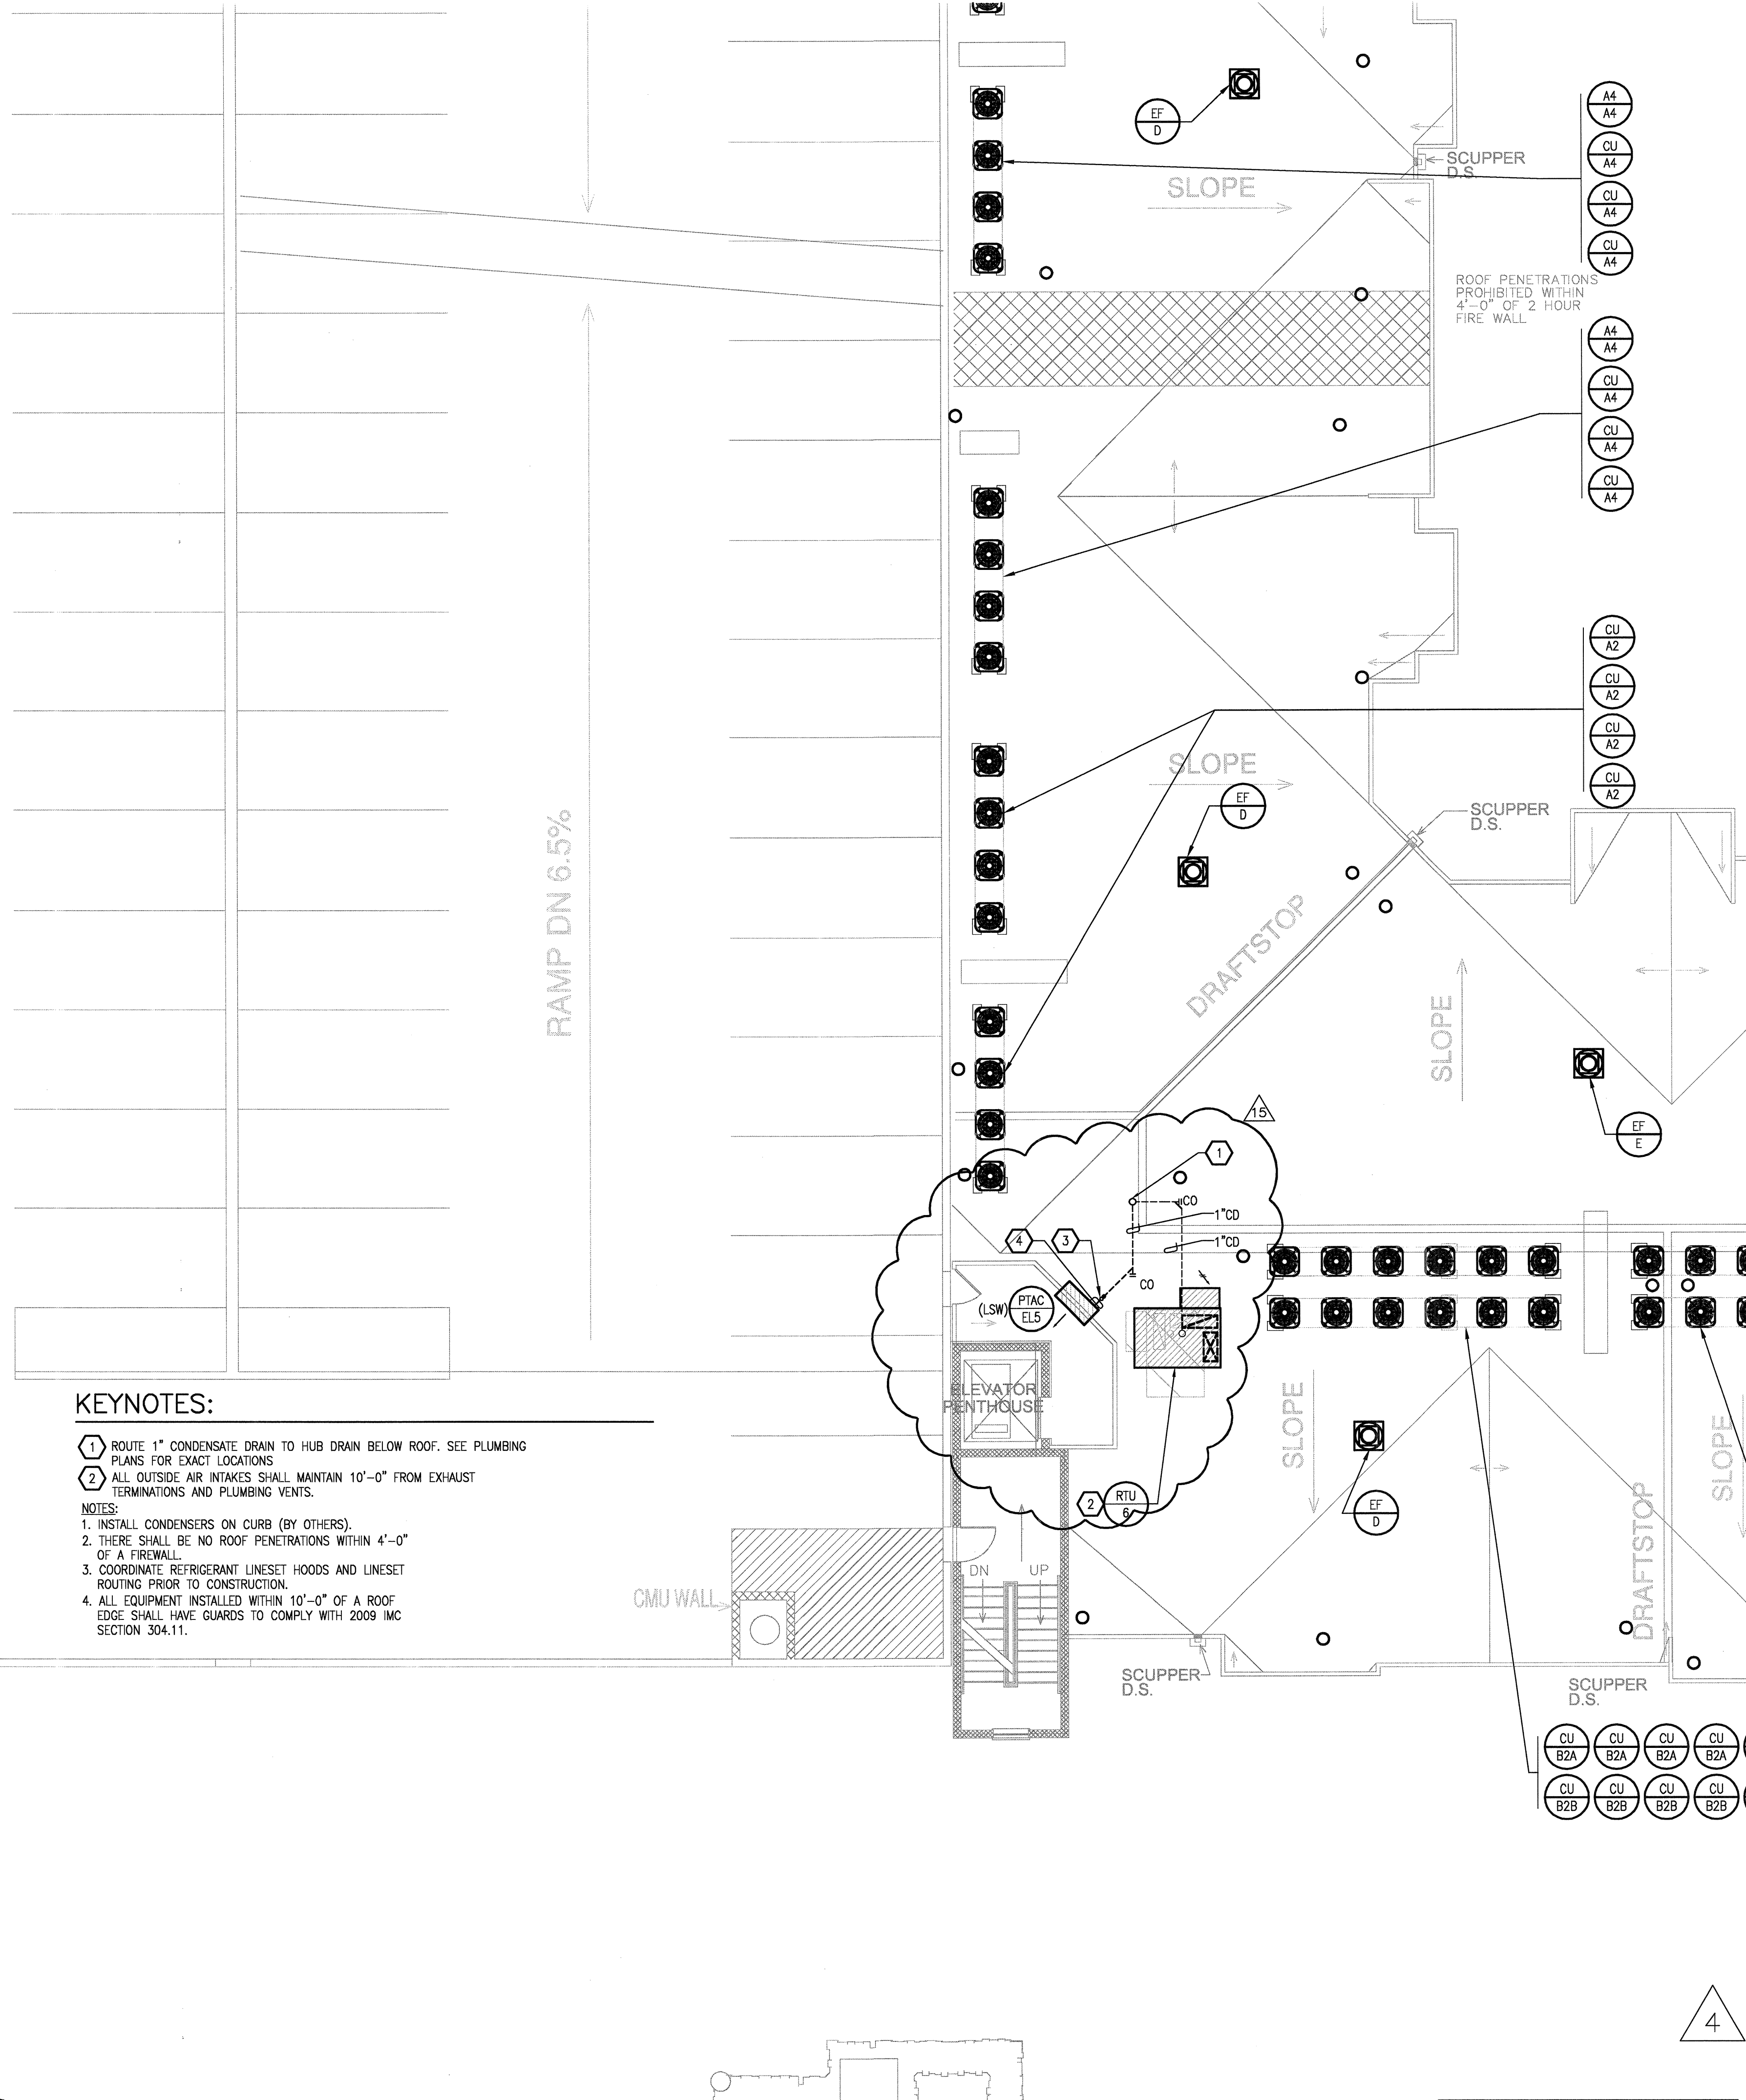 EF
D
A4
A4
CU
A4
CU
A4
CU
A4
SCUPPER
D.S.
SLOPE
ROOF PENETRATIONS
PROHIBITED WITHIN
4'-0" OF 2 HOUR
FIRE WALL
A4
A4
CU
A4
CU
A4
CU
A4
CU
A2
CU
A2
CU
A2
CU
A2
SLOPE
EF
D
SCUPPER
D.S.
RAMP DN 6.5%
DRAFTSTOP
SLOPE
EF
E
15
1
CO
1"CD
4
3
1"CD
CO
(LSW)
PTAC
EL5
ELEVATOR
PENTHOUSE
2
RTU
6
SLOPE
EF
D
SLOPE
DRAFTSTOP
KEYNOTES:
1 ROUTE 1" CONDENSATE DRAIN TO HUB DRAIN BELOW ROOF. SEE PLUMBING
PLANS FOR EXACT LOCATIONS
2 ALL OUTSIDE AIR INTAKES SHALL MAINTAIN 10'-0" FROM EXHAUST
TERMINATIONS AND PLUMBING VENTS.
NOTES:
1. INSTALL CONDENSERS ON CURB (BY OTHERS).
2. THERE SHALL BE NO ROOF PENETRATIONS WITHIN 4'-0"
OF A FIREWALL.
3. COORDINATE REFRIGERANT LINESET HOODS AND LINESET
ROUTING PRIOR TO CONSTRUCTION.
4. ALL EQUIPMENT INSTALLED WITHIN 10'-0" OF A ROOF
EDGE SHALL HAVE GUARDS TO COMPLY WITH 2009 IMC
SECTION 304.11.
CMU WALL
DN
UP
SCUPPER
D.S.
SCUPPER
D.S.
CU
B2A
CU
B2A
CU
B2A
CU
B2A
CU
B2B
CU
B2B
CU
B2B
CU
B2B
4